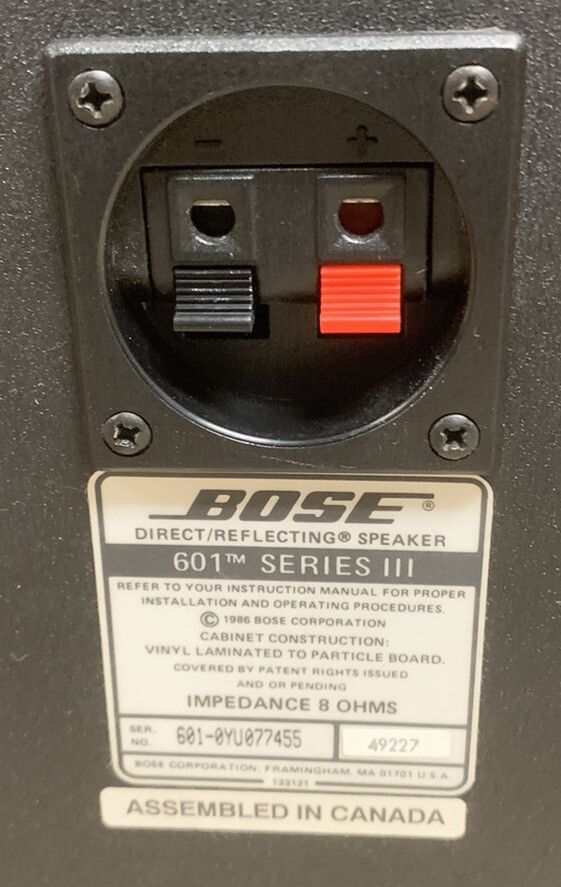 - +
BOSE®
DIRECT/REFLECTING® SPEAKER
601™ SERIES III
REFER TO YOUR INSTRUCTION MANUAL FOR PROPER
INSTALLATION AND OPERATING PROCEDURES.
© 1986 BOSE CORPORATION
CABINET CONSTRUCTION:
VINYL LAMINATED TO PARTICLE BOARD.
COVERED BY PATENT RIGHTS ISSUED
AND OR PENDING
IMPEDANCE 8 OHMS
SER. NO. 601-0YU077455 49227
BOSE CORPORATION, FRAMINGHAM, MA 01701 U.S.A.
133121
ASSEMBLED IN CANADA